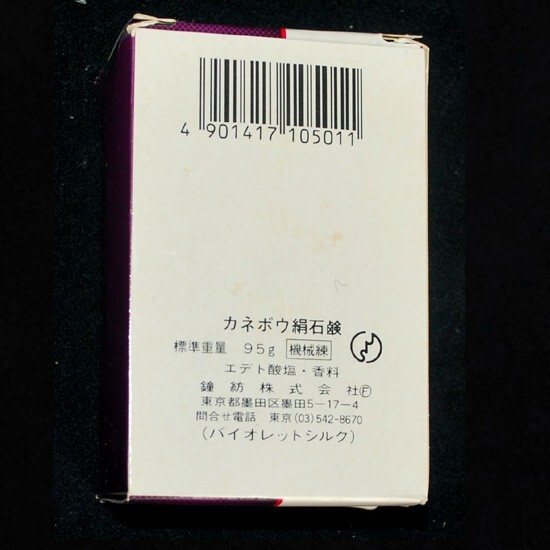 4 901417 105011
カネボウ絹石鹸
標準重量 95g 機械練
エデト酸塩・香料
鐘紡株式会社Ⓕ
東京都墨田区墨田5-17-4
問合せ電話 東京(03)542-8670
(バイオレットシルク)